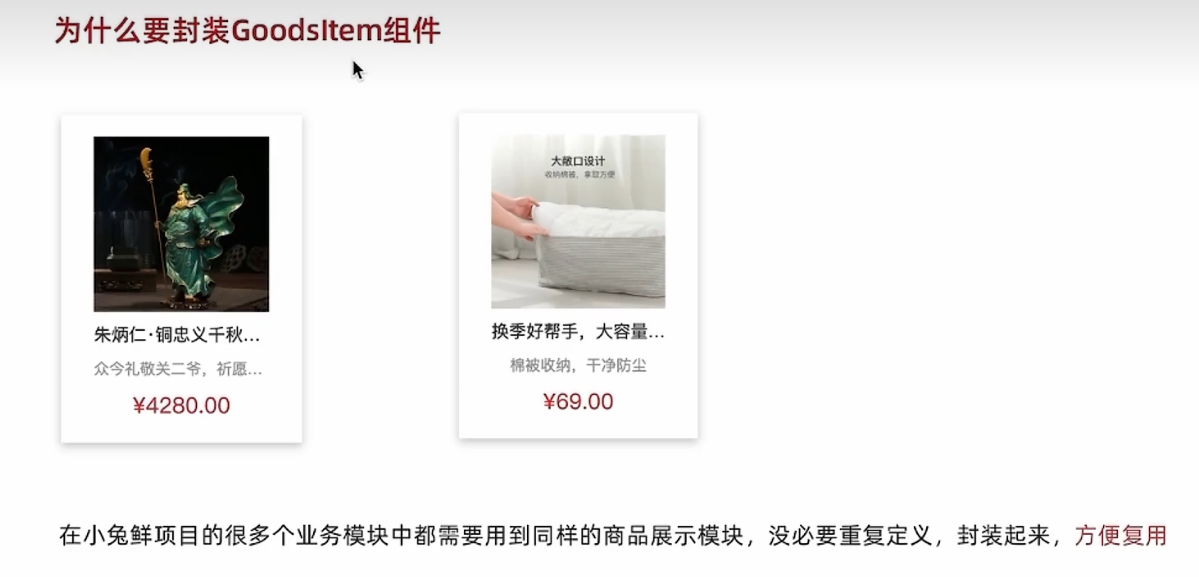 为什么要封装GoodsItem组件
大敞口设计
收纳棉被，拿取方便
朱炳仁·铜忠义千秋...
众今礼敬关二爷，祈愿...
¥4280.00
换季好帮手，大容量...
棉被收纳，干净防尘
¥69.00
在小兔鲜项目的很多个业务模块中都需要用到同样的商品展示模块，没必要重复定义，封装起来，方便复用